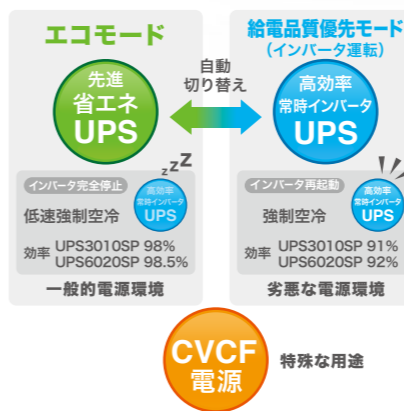 エコモード
先進
省エネ
UPS
zzZ
インバータ完全停止
高効率
常時インバータ
UPS
低速強制空冷
効率 UPS3010SP 98%
UPS6020SP 98.5%
一般的電源環境
自動
切り替え
給電品質優先モード
(インバータ運転)
高効率
常時インバータ
UPS
インバータ再起動
高効率
常時インバータ
UPS
強制空冷
効率 UPS3010SP 91%
UPS6020SP 92%
劣悪な電源環境
CVCF
電源
特殊な用途